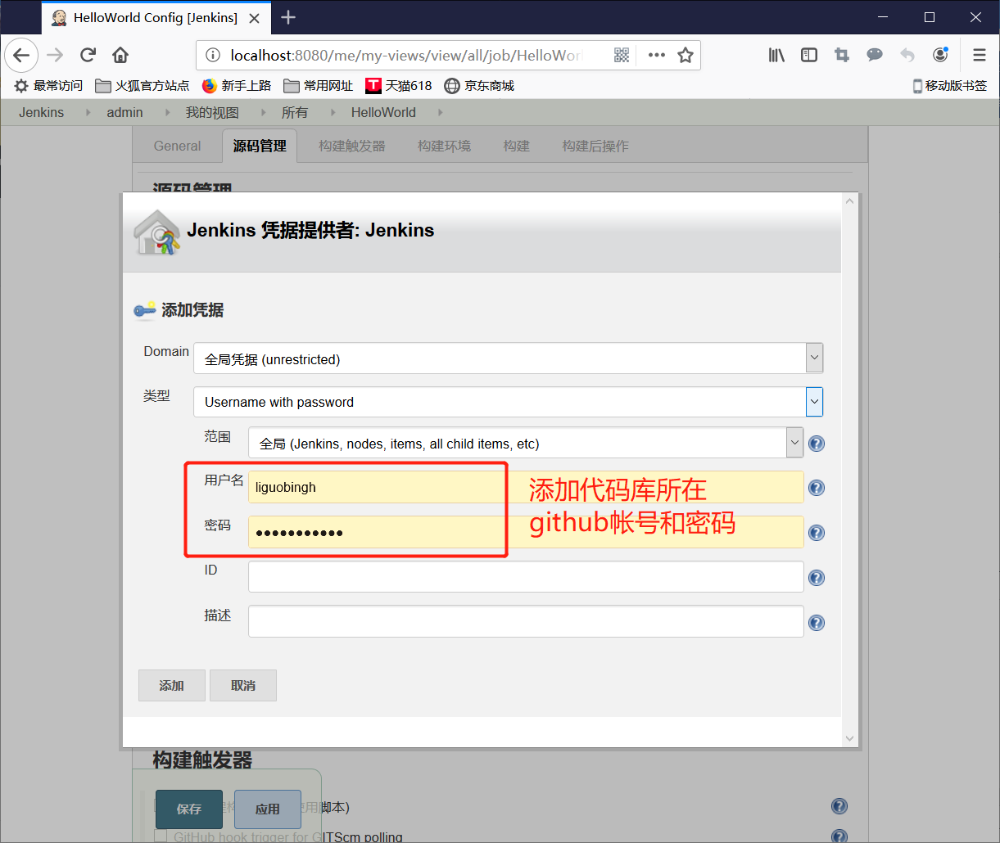 HelloWorld Config [Jenkins]
localhost:8080/me/my-views/view/all/job/HelloWor
最常访问 火狐官方站点 新手上路 常用网址 天猫618 京东商城 移动版书签
Jenkins admin 我的视图 所有 HelloWorld
General 源码管理 构建触发器 构建环境 构建 构建后操作
源码管理
Jenkins 凭据提供者: Jenkins
添加凭据
Domain 全局凭据 (unrestricted)
类型 Username with password
范围 全局 (Jenkins, nodes, items, all child items, etc)
用户名 liguobingh
密码 ●●●●●●●●●●●
添加代码库所在
github帐号和密码
ID
描述
添加 取消
构建触发器
保存 应用 使用脚本)
GitHub hook trigger for GITScm polling